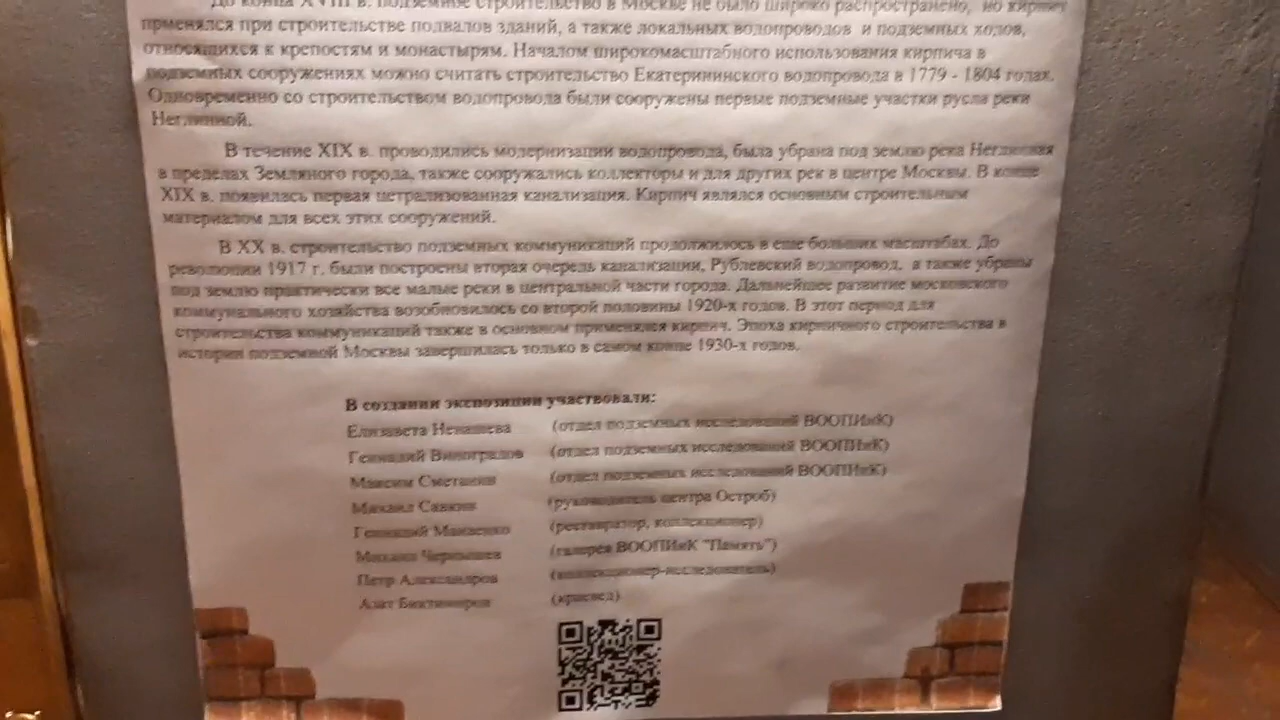 До конца XVIII в. подземное строительство в Москве не было широко распространено, но кирпич
применялся при строительстве подвалов зданий, а также локальных водопроводов и подземных ходов,
относящихся к крепостям и монастырям. Началом широкомасштабного использования кирпича в
подземных сооружениях можно считать строительство Екатерининского водопровода в 1779 - 1804 годах.
Одновременно со строительством водопровода были сооружены первые подземные участки русла реки
Неглинной.
В течение XIX в. проводились модернизации водопровода, была убрана под землю река Неглинная
в пределах Земляного города, также сооружались коллекторы и для других рек в центре Москвы. В конце
XIX в. появилась первая цетрализованная канализация. Кирпич являлся основным строительным
материалом для всех этих сооружений.
В XX в. строительство подземных коммуникаций продолжилось в еще больших масштабах. До
революции 1917 г. были построены вторая очередь канализации, Рублевский водопровод, а также убраны
под землю практически все малые реки в центральной части города. Дальнейшее развитие московского
коммунального хозяйства возобновилось со второй половины 1920-х годов. В этот период для
строительства коммуникаций также в основном применялся кирпич. Эпоха кирпичного строительства в
истории подземной Москвы завершилась только в самом конце 1930-х годов.
В создании экспозиции участвовали:
Елизавета Ненашева (отдел подземных исследований ВООПИиК)
Геннадий Виноградов (отдел подземных исследований ВООПИиК)
Максим Сметанин (отдел подземных исследований ВООПИиК)
Михаил Савкин (руководитель центра Остроб)
Геннадий (реставратор, коллекционер)
Михаил Чернышев (галерея ВООПИиК "Память")
Петр Александров (коллекционер-исследователь)
Азат Биктимиров (краевед)